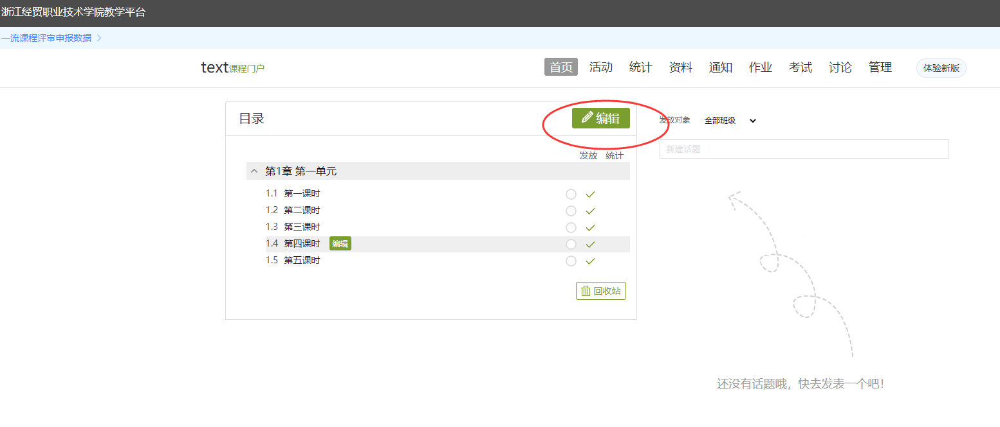 浙江经贸职业技术学院教学平台
一流课程评审申报数据
text课程门户 首页 活动 统计 资料 通知 作业 考试 讨论 管理 体验新版
目录 编辑
发放对象 全部班级
新建话题
发放 统计
第1章 第一单元
1.1 第一课时
1.2 第二课时
1.3 第三课时
1.4 第四课时 编辑
1.5 第五课时
回收站
还没有话题哦，快去发表一个吧！